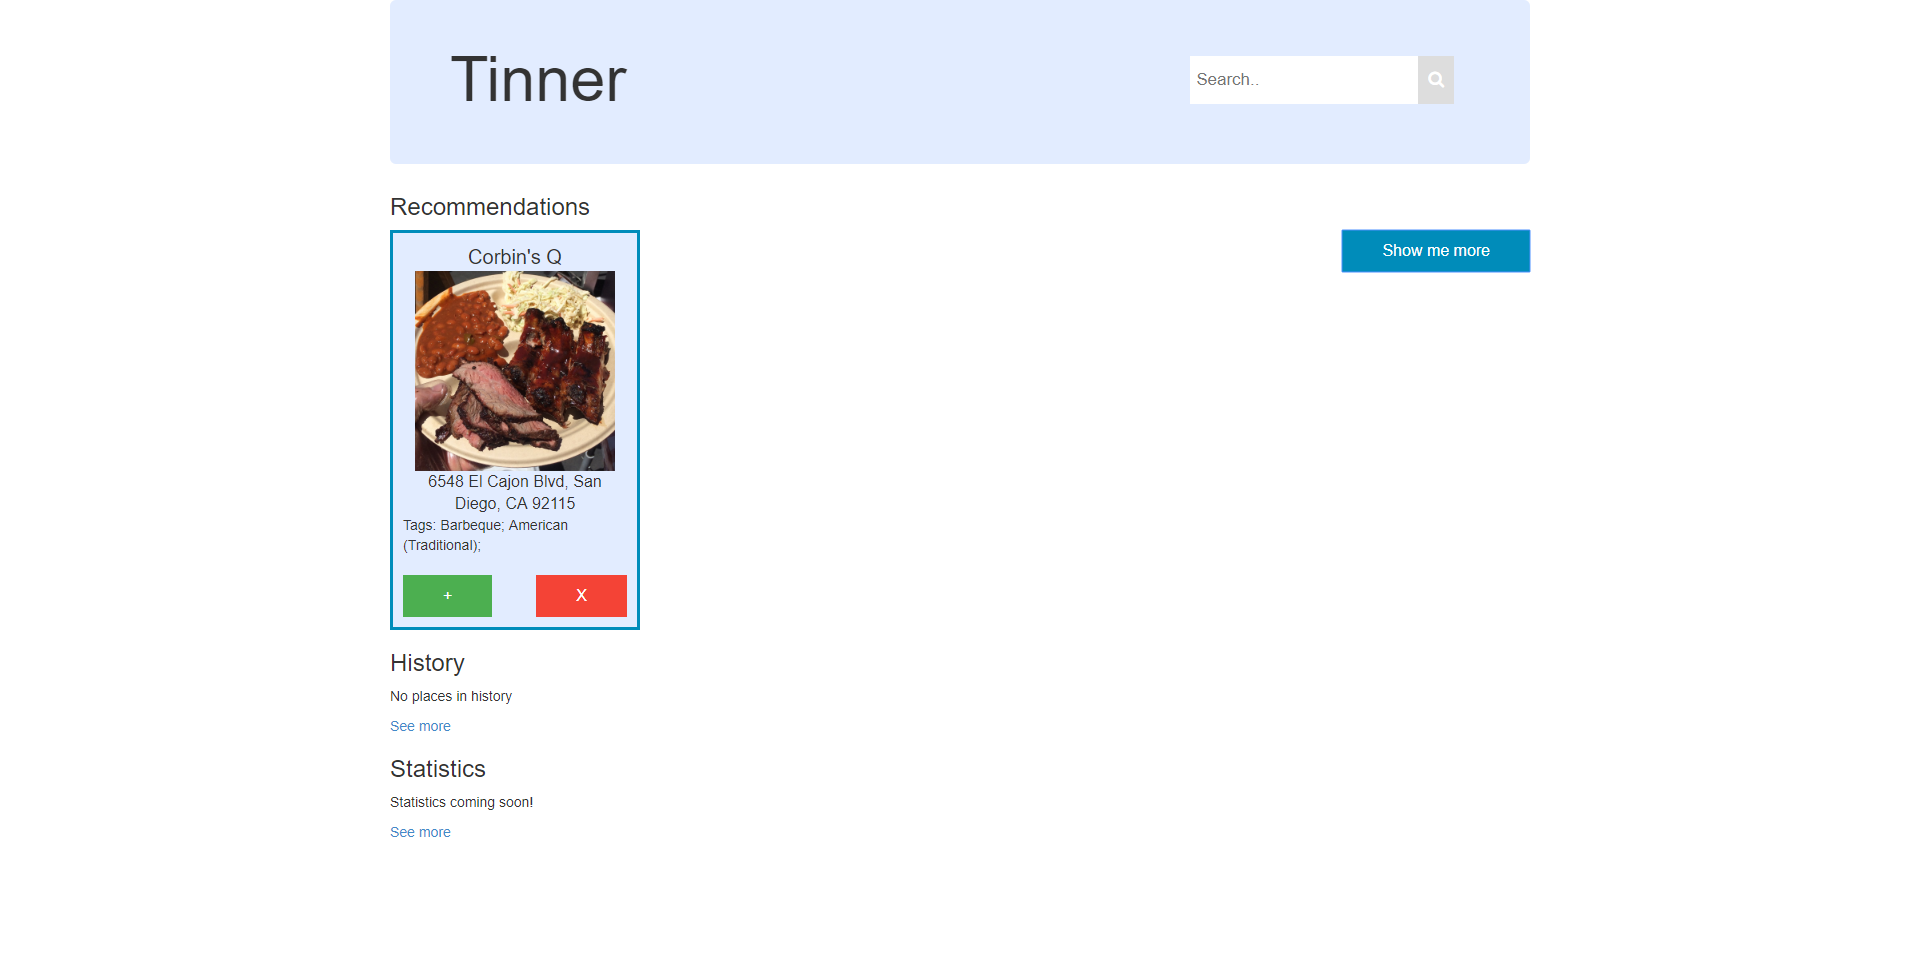 Tinner
Search..
Recommendations
Corbin's Q
Show me more
6548 El Cajon Blvd, San
Diego, CA 92115
Tags: Barbeque; American
(Traditional);
+
X
History
No places in history
See more
Statistics
Statistics coming soon!
See more